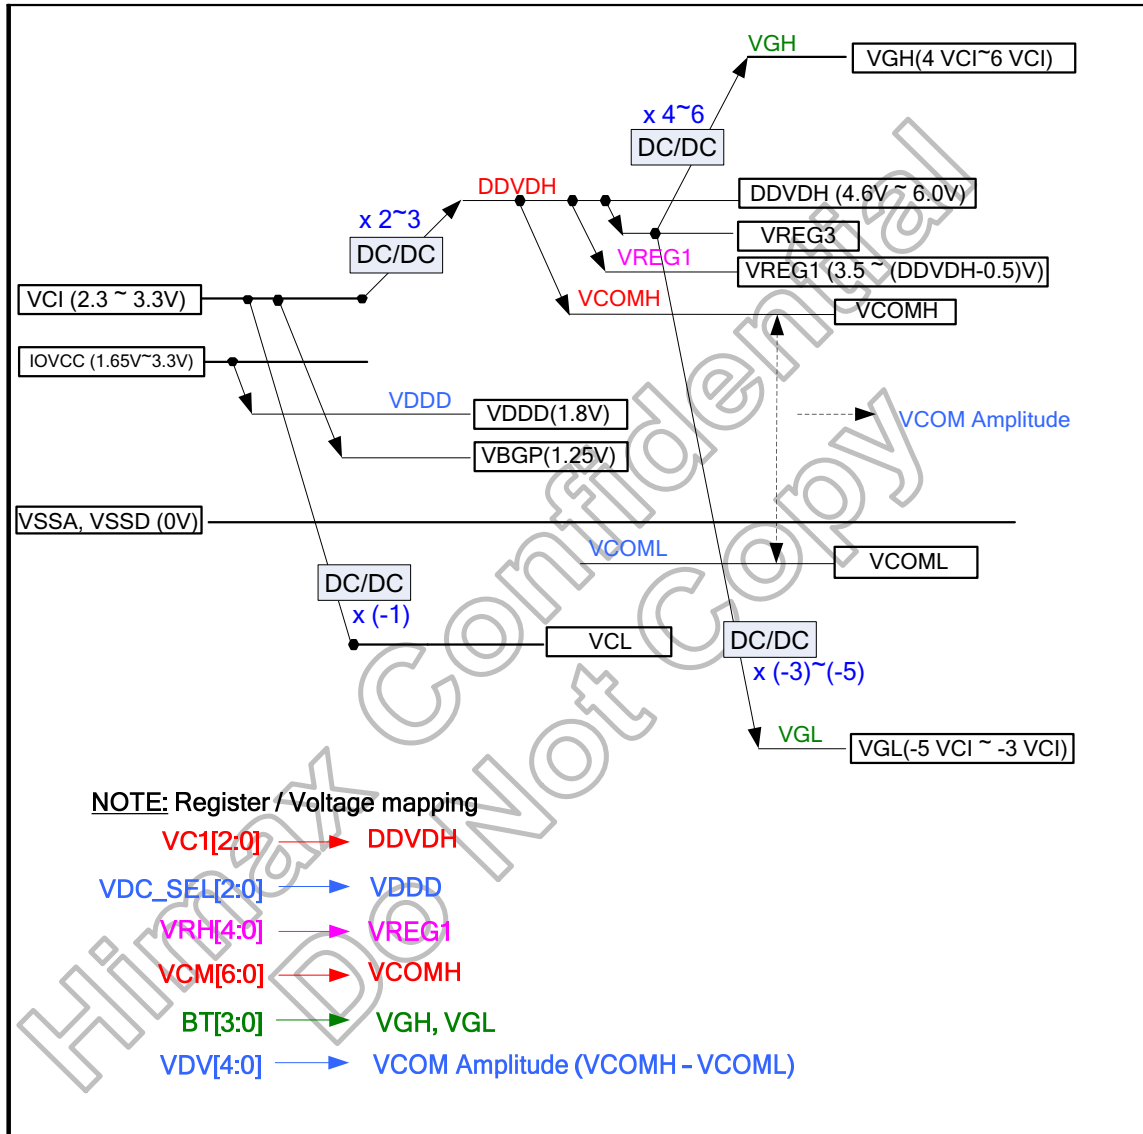 VGH
VGH(4 VCI~6 VCI)
x 4~6
DC/DC
DDVDH
DDVDH (4.6V ~ 6.0V)
x 2~3
DC/DC
VREG3
VREG1
VREG1 (3.5 ~ (DDVDH-0.5)V)
VCI (2.3 ~ 3.3V)
VCOMH
VCOMH
IOVCC (1.65V~3.3V)
VDDD
VDDD(1.8V)
VCOM Amplitude
VBGP(1.25V)
VSSA, VSSD (0V)
VCOML
VCOML
DC/DC
x (-1)
VCL
DC/DC
x (-3)~(-5)
VGL
VGL(-5 VCI ~ -3 VCI)
NOTE: Register / Voltage mapping
VC1[2:0] DDVDH
VDC_SEL[2:0] VDDD
VRH[4:0] VREG1
VCM[6:0] VCOMH
BT[3:0] VGH, VGL
VDV[4:0] VCOM Amplitude (VCOMH – VCOML)
Himax Confidential
Do Not Copy